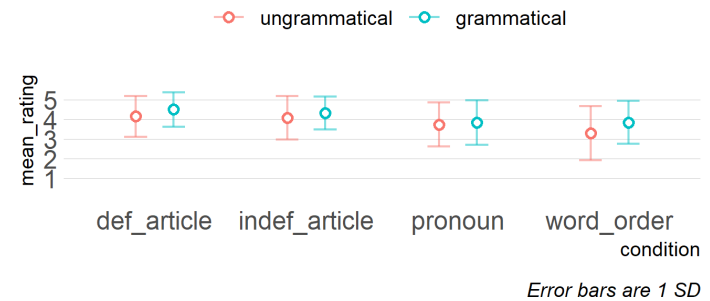 ungrammatical grammatical
mean_rating
5
4
3
2
1
def_article indef_article pronoun word_order
condition
Error bars are 1 SD